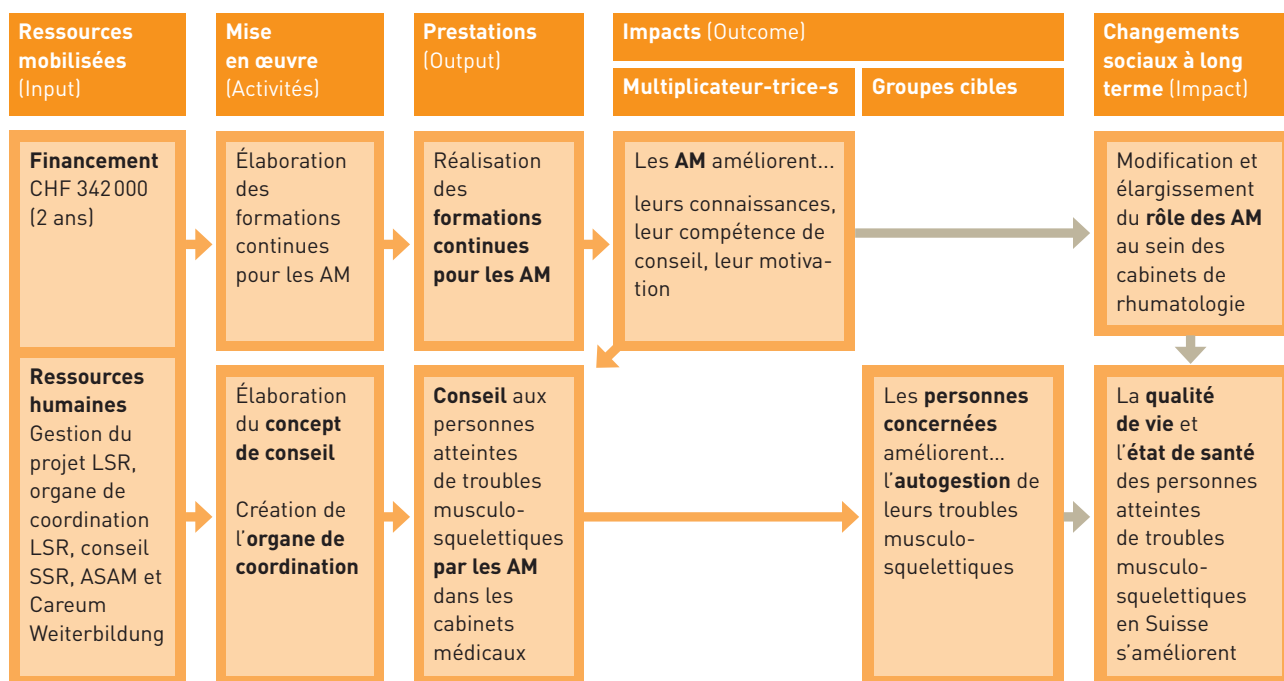 Ressources
mobilisées
(Input)
Mise
en œuvre
(Activités)
Prestations
(Output)
Impacts (Outcome)
Multiplicateur-trice-s
Groupes cibles
Changements
sociaux à long
terme (Impact)
Financement
CHF 342 000
(2 ans)
Élaboration
des
formations
continues
pour les AM
Réalisation
des
formations
continues
pour les AM
Les AM améliorent...
leurs connaissances,
leur compétence de
conseil, leur motiva-
tion
Modification et
élargissement
du rôle des AM
au sein des
cabinets de
rhumatologie
Ressources
humaines
Gestion du
projet LSR,
organe de
coordination
LSR, conseil
SSR, ASAM et
Careum
Weiterbildung
Élaboration
du concept
de conseil
Création de
l'organe de
coordination
Conseil aux
personnes
atteintes
de troubles
musculo-
squelettiques
par les AM
dans les
cabinets
médicaux
Les personnes
concernées
améliorent...
l'autogestion de
leurs troubles
musculo-
squelettiques
La qualité
de vie et
l'état de santé
des personnes
atteintes
de troubles
musculo-
squelettiques
en Suisse
s'améliorent